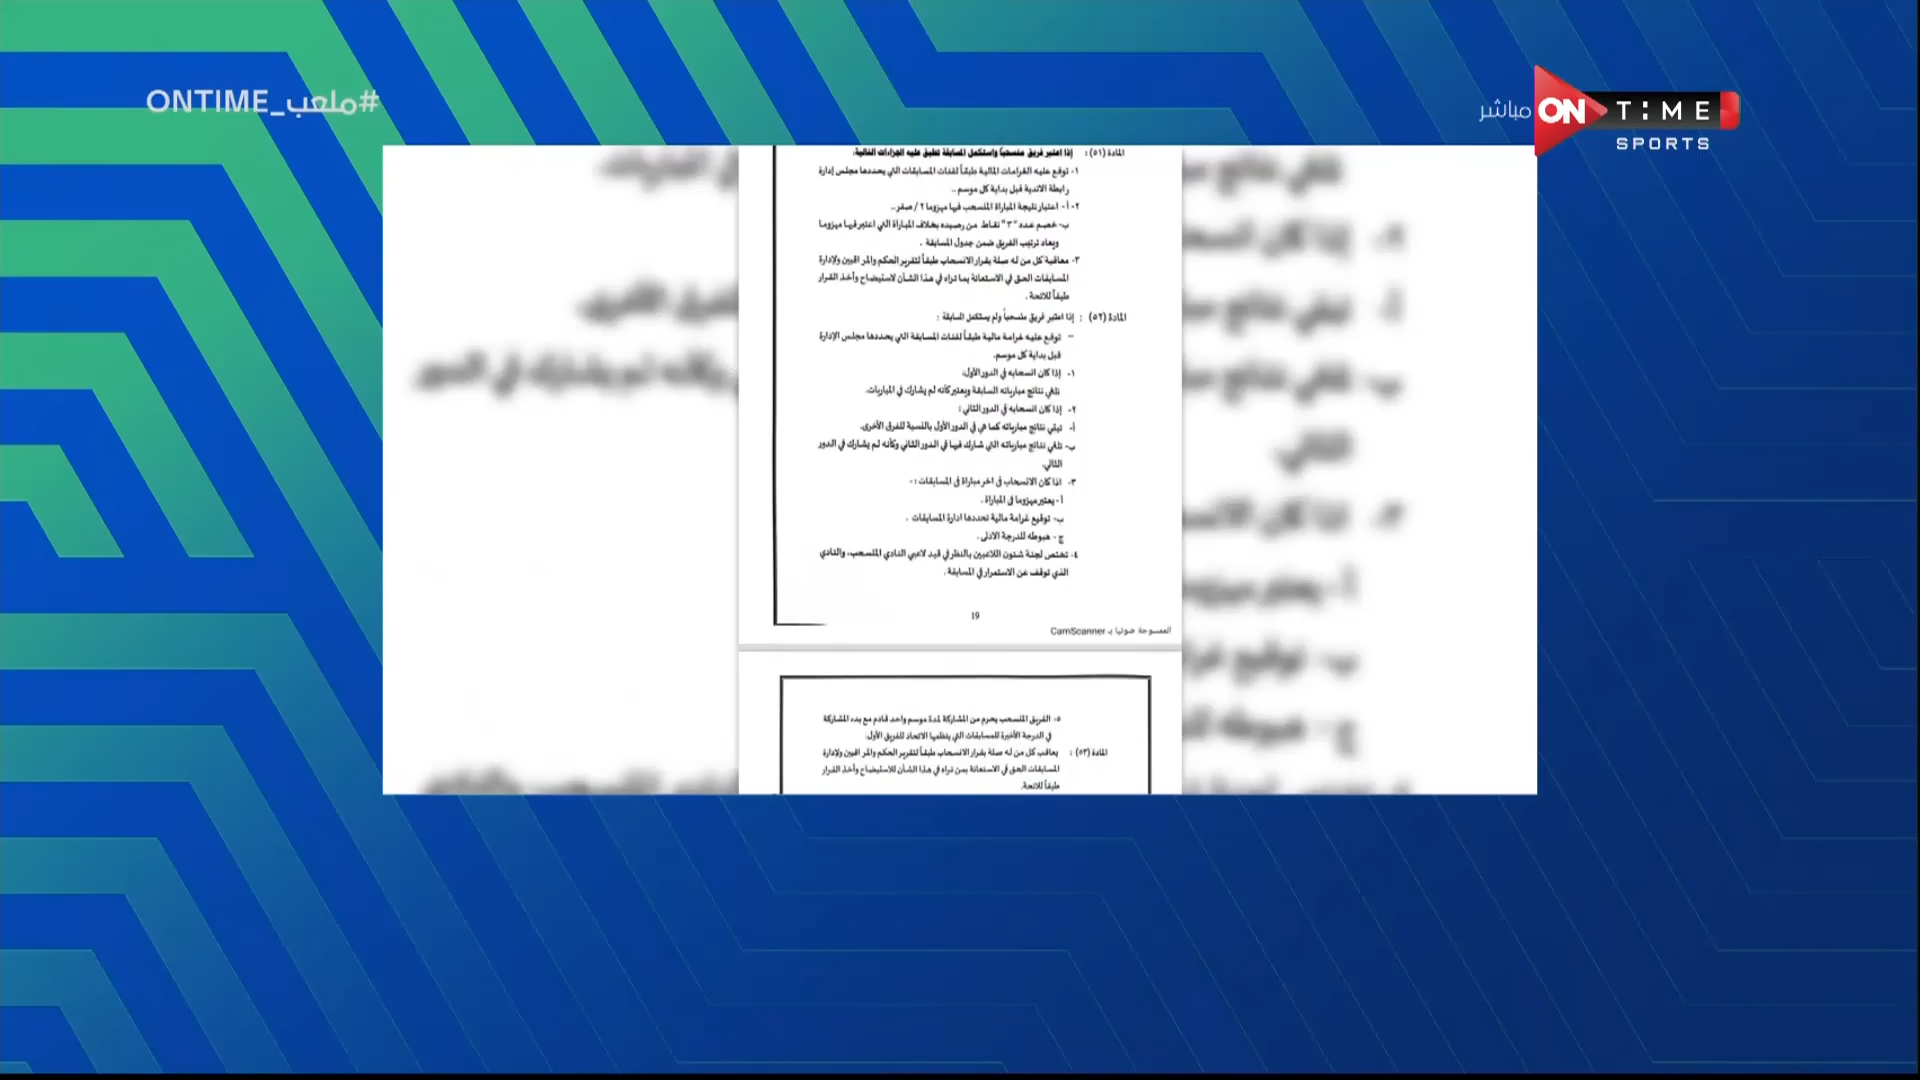 #ملعب_ONTIME
مباشر ON TIME
SPORTS
المادة (٥١) : إذا اعتبر فريق منسحباً واستكمل المسابقة تطبق عليه الجزاءات التالية.
١- توقع عليه الغرامات المالية طبقاً لفئات المسابقات التي يحددها مجلس إدارة
رابطة الاندية قبل بداية كل موسم ..
٢- أ- اعتبار نتيجة المباراة المنسحب فيها مهزوما ٢ / صفر..
ب- خصم عدد "٣" نقاط من رصيده بخلاف المباراة التي اعتبر فيها مهزوما
ويعاد ترتيب الفريق ضمن جدول المسابقة .
٣- معاقبة كل من له صلة بقرار الانسحاب طبقاً لتقرير الحكم والمراقبين ولإدارة
المسابقات الحق في الاستعانة بما تراه في هذا الشأن لاستيضاح وأخذ القرار
طبقاً للائحة .
المادة (٥٢) : إذا اعتبر فريق منسحباً ولم يستكمل المسابقة :
– توقع عليه غرامة مالية طبقاً لفئات المسابقة التي يحددها مجلس الإدارة
قبل بداية كل موسم.
١- إذا كان انسحابه في الدور الأول:
تلغي نتائج مبارياته السابقة ويعتبر كأنه لم يشارك في المباريات.
٢- إذا كان انسحابه في الدور الثاني :
أ- تبقي نتائج مبارياته كما هي في الدور الأول بالنسبة للفرق الأخرى.
ب- تلغي نتائج مبارياته التي شارك فيها في الدور الثاني وكأنه لم يشارك في الدور
الثاني.
٣- اذا كان الانسحاب في اخر مباراة في المسابقات : -
أ - يعتبر مهزوما في المباراة .
ب- توقيع غرامة مالية تحددها ادارة المسابقات .
ج - هبوطه للدرجة الادنى .
٤- تختص لجنة شئون اللاعبين بالنظر في قيد لاعبي النادي المنسحب، والنادي
الذي توقف عن الاستمرار في المسابقة .
19
الممسوحة ضوئيا بـ CamScanner
٥- الفريق المنسحب يحرم من المشاركة لمدة موسم واحد قادم مع بدء المشاركة
في الدرجة الأخيرة للمسابقات التي ينظمها الاتحاد للفريق الأول.
المادة (٥٣) : يعاقب كل من له صلة بقرار الانسحاب طبقاً لتقرير الحكم والمراقبين ولإدارة
المسابقات الحق في الاستعانة بمن تراه في هذا الشأن للاستيضاح وأخذ القرار
طبقاً للائحة.